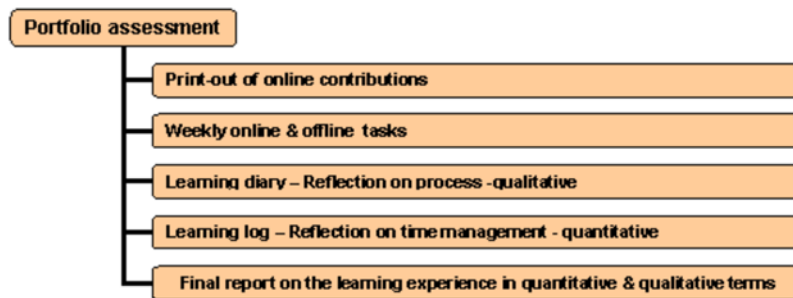 Portfolio assessment
Print-out of online contributions
Weekly online & offline tasks
Learning diary – Reflection on process -qualitative
Learning log – Reflection on time management - quantitative
Final report on the learning experience in quantitative & qualitative terms